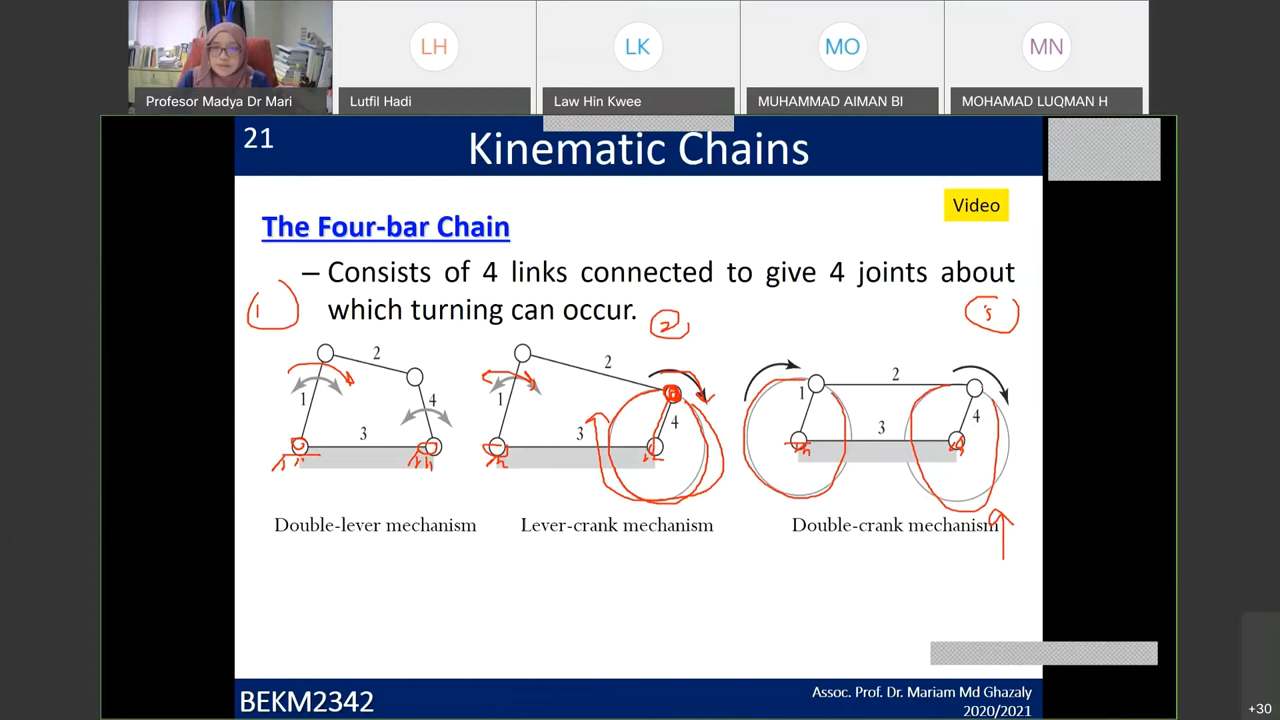 LH
LK
MO
MN
Profesor Madya Dr Mari
Lutfil Hadi
Law Hin Kwee
MUHAMMAD AIMAN BI
MOHAMAD LUQMAN H
21
Kinematic Chains
Video
The Four-bar Chain
– Consists of 4 links connected to give 4 joints about
which turning can occur.
1
2
2
1
4
3
Double-lever mechanism
2
1
4
3
Lever-crank mechanism
2
1
4
3
Double-crank mechanism
BEKM2342
Assoc. Prof. Dr. Mariam Md Ghazaly
2020/2021
+30